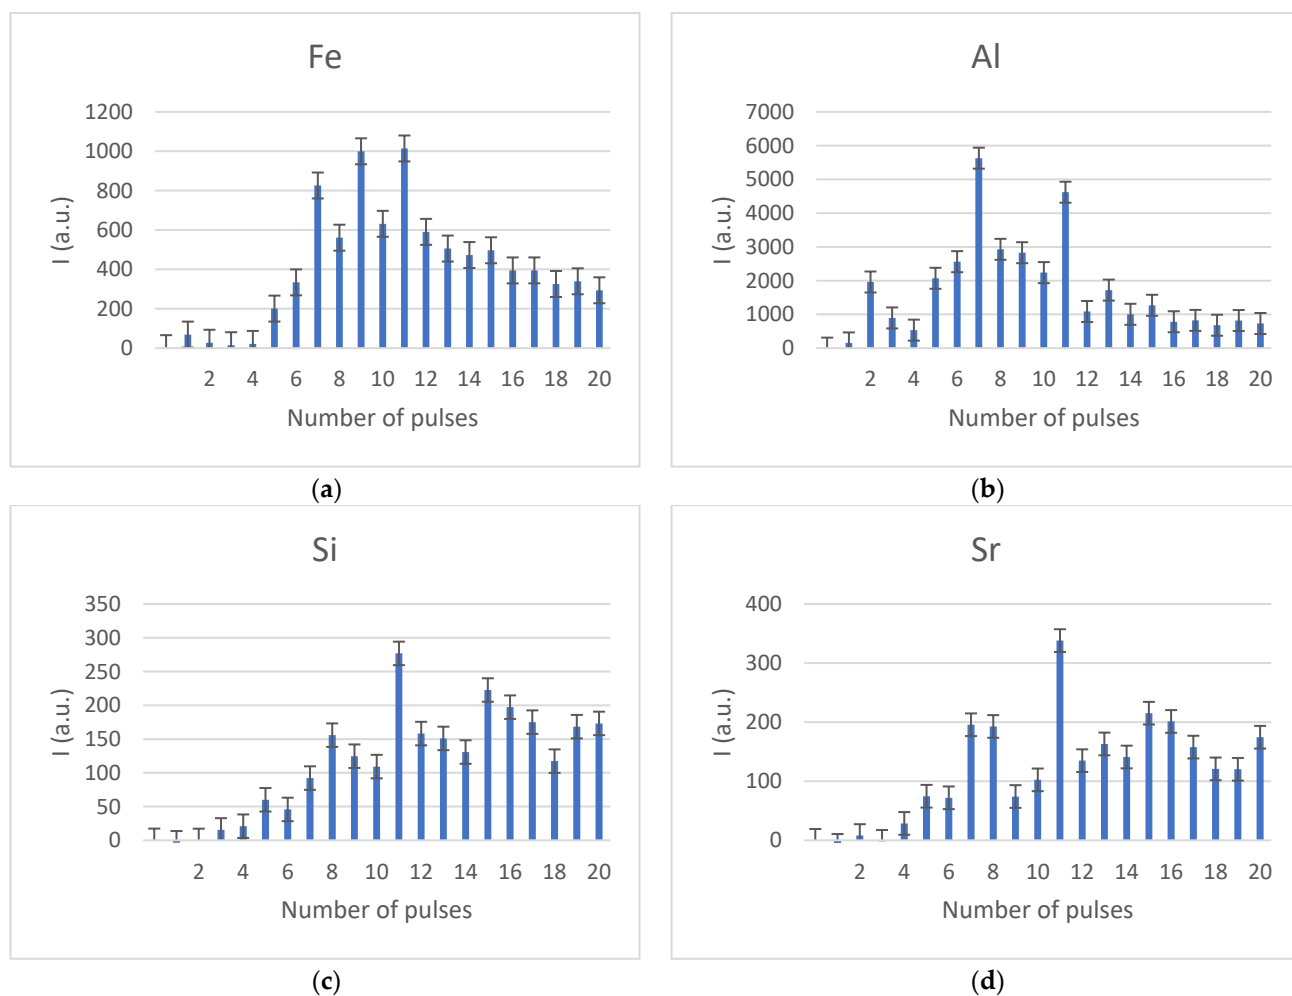 Fe
1200
1000
800
600
400
200
0
I (a.u.)
2 4 6 8 10 12 14 16 18 20
Number of pulses
(a)
Al
7000
6000
5000
4000
3000
2000
1000
0
I (a.u.)
2 4 6 8 10 12 14 16 18 20
Number of pulses
(b)
Si
350
300
250
200
150
100
50
0
I (a.u.)
2 4 6 8 10 12 14 16 18 20
Number of pulses
(c)
Sr
400
300
200
100
0
I (a.u.)
2 4 6 8 10 12 14 16 18 20
Number of pulses
(d)